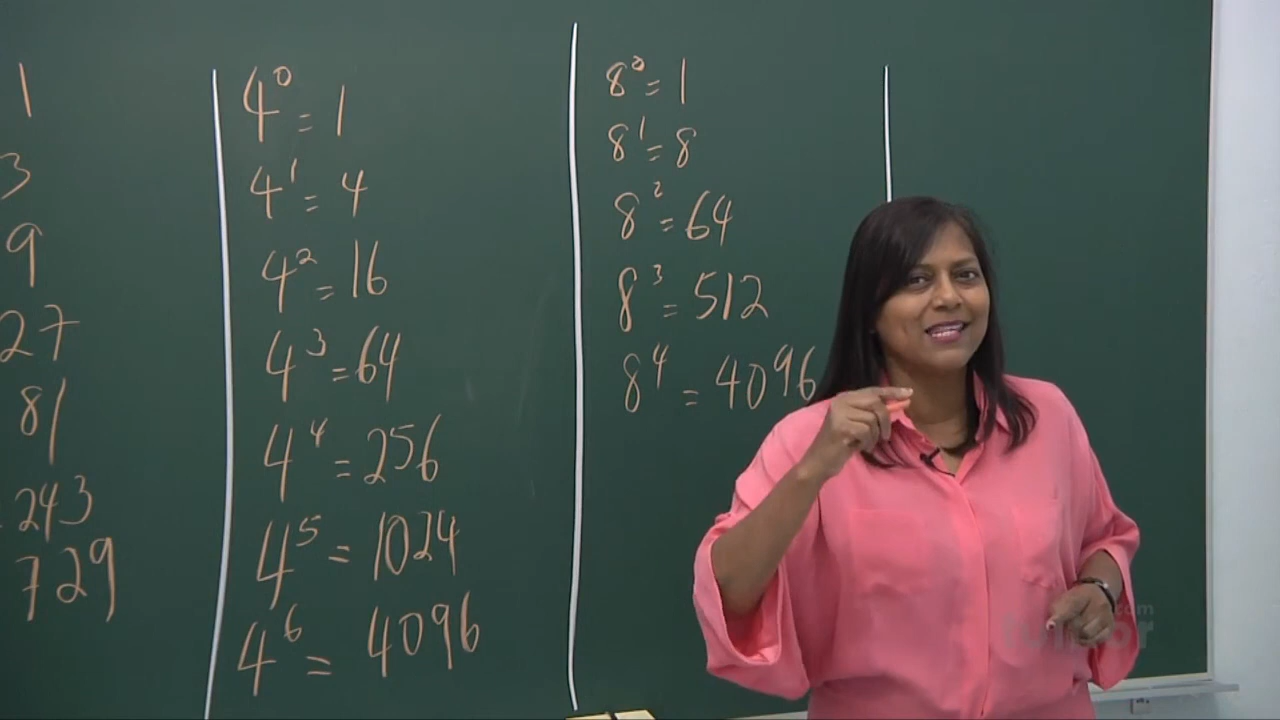 1
3
9
27
81
243
729
4⁰ = 1
4¹ = 4
4² = 16
4³ = 64
4⁴ = 256
4⁵ = 1024
4⁶ = 4096
8⁰ = 1
8¹ = 8
8² = 64
8³ = 512
8⁴ = 4096
.com